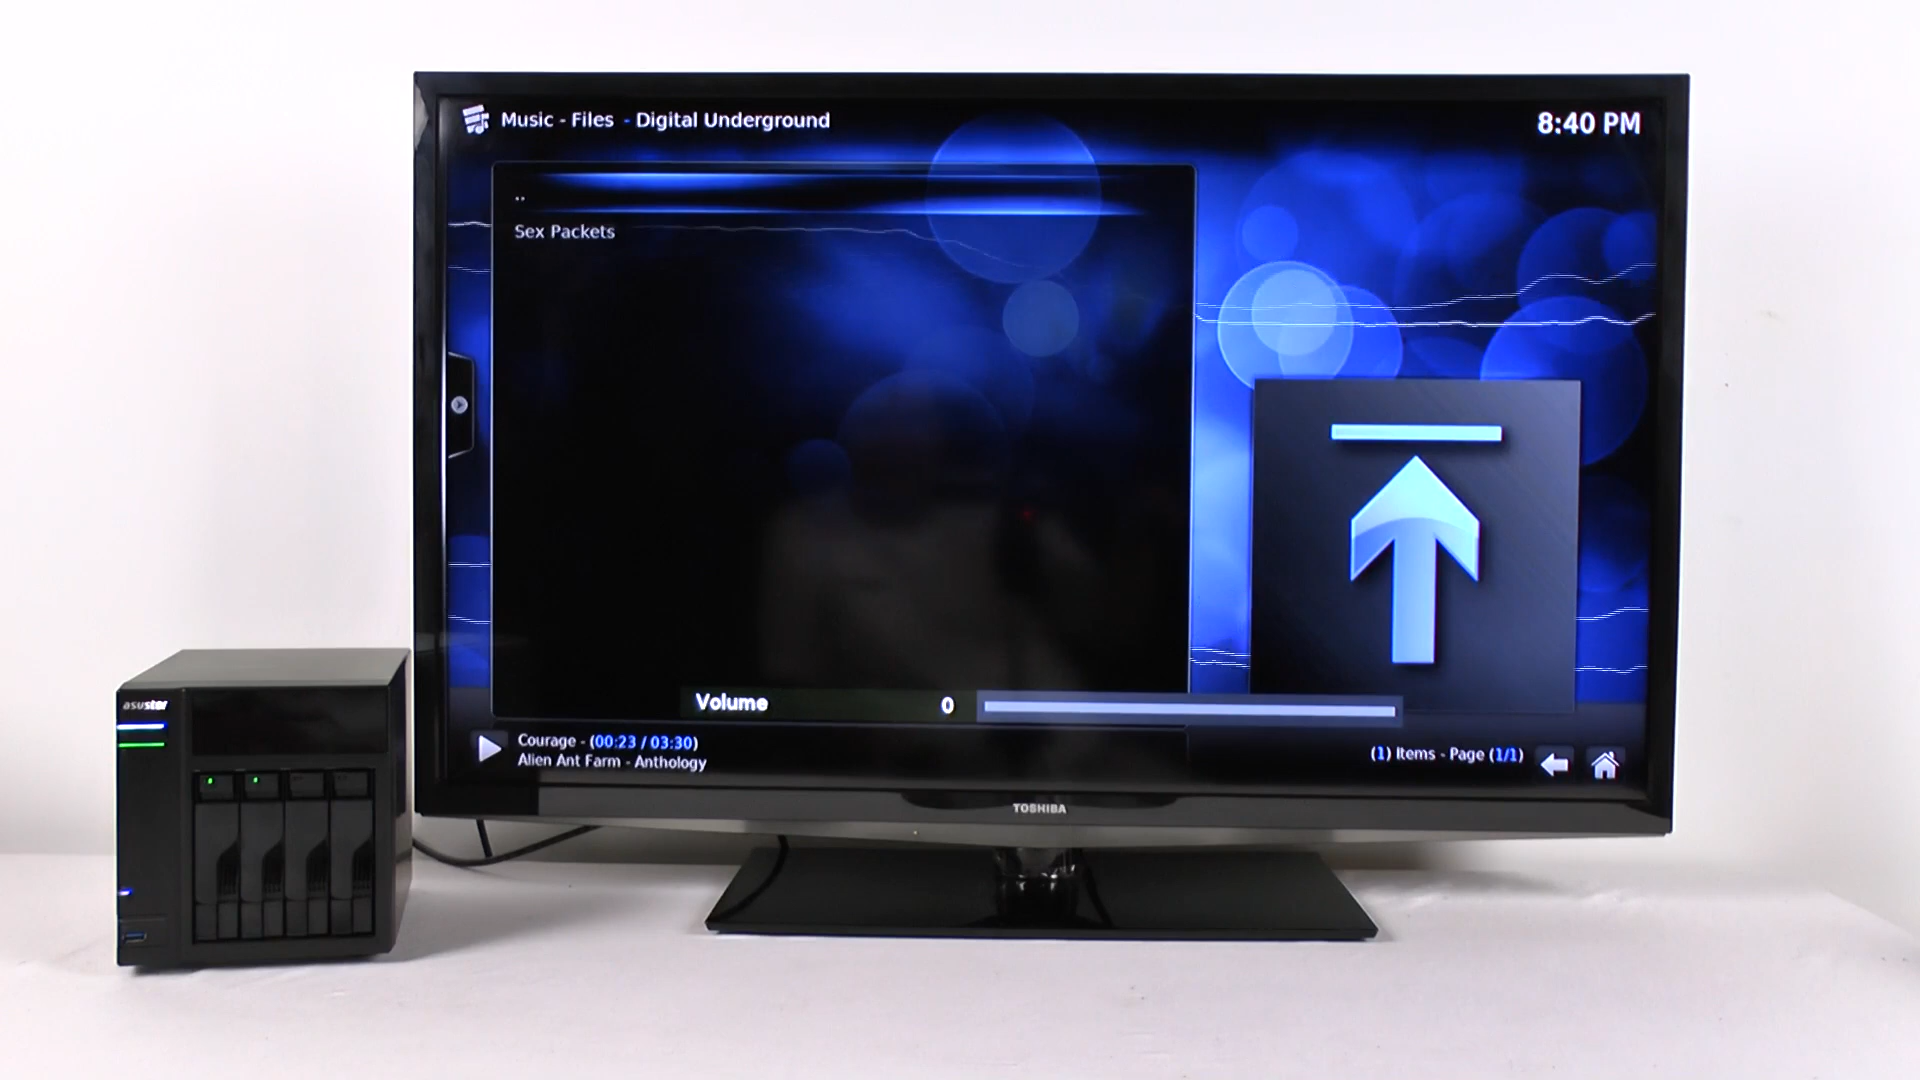 Music - Files - Digital Underground
8:40 PM
..
Sex Packets
Volume 0
Courage - (00:23 / 03:30)
Alien Ant Farm - Anthology
(1) Items - Page (1/1)
TOSHIBA
asustor